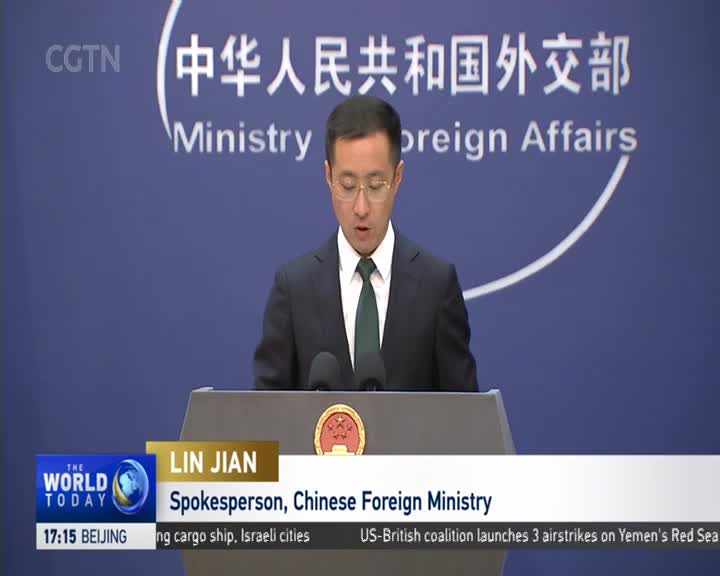 CGTN
中华人民共和国外交部
Ministry oreign Affairs
LIN JIAN
THE
WORLD
TODAY
Spokesperson, Chinese Foreign Ministry
17:15 BEIJING
ng cargo ship, Israeli cities US-British coalition launches 3 airstrikes on Yemen's Red Sea